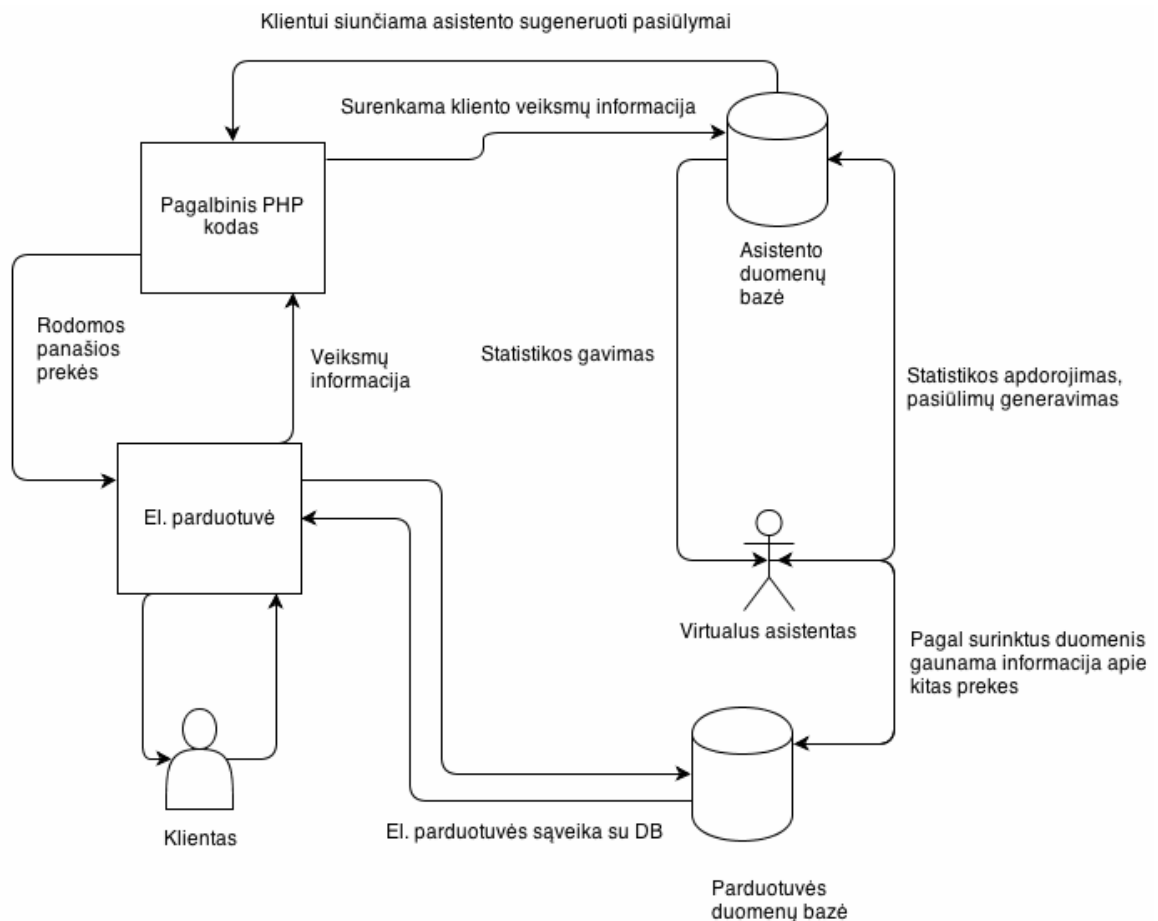 Klientui siunčiama asistento sugeneruoti pasiūlymai
Surenkama kliento veiksmų informacija
Pagalbinis PHP
kodas
Asistento
duomenų
bazė
Rodomos
panašios
prekės
Veiksmų
informacija
Statistikos gavimas
Statistikos apdorojimas,
pasiūlimų generavimas
El. parduotuvė
Virtualus asistentas
Pagal surinktus duomenis
gaunama informacija apie
kitas prekes
Klientas
El. parduotuvės sąveika su DB
Parduotuvės
duomenų bazė